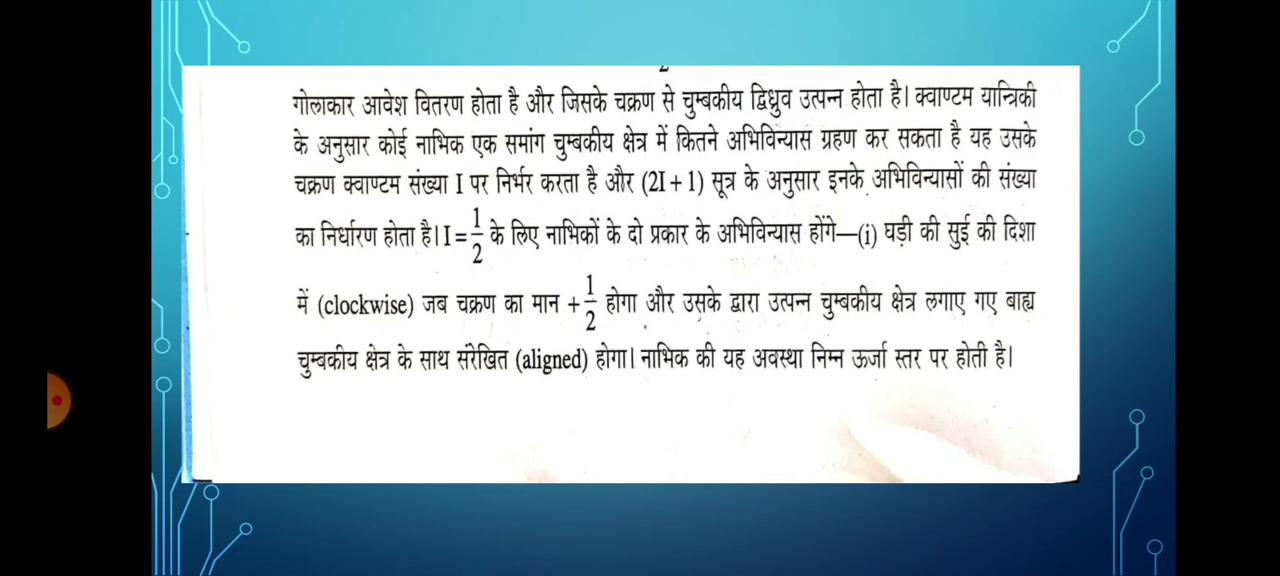 गोलाकार आवेश वितरण होता है और जिसके चक्रण से चुम्बकीय द्विध्रुव उत्पन्न होता है। क्वाण्टम यान्त्रिकी
के अनुसार कोई नाभिक एक समांग चुम्बकीय क्षेत्र में कितने अभिविन्यास ग्रहण कर सकता है यह उसके
चक्रण क्वाण्टम संख्या I पर निर्भर करता है और (2I + 1) सूत्र के अनुसार इनके अभिविन्यासों की संख्या
का निर्धारण होता है। I = 1/2 के लिए नाभिकों के दो प्रकार के अभिविन्यास होंगे—(i) घड़ी की सुई की दिशा
में (clockwise) जब चक्रण का मान + 1/2 होगा और उसके द्वारा उत्पन्न चुम्बकीय क्षेत्र लगाए गए बाह्य
चुम्बकीय क्षेत्र के साथ संरेखित (aligned) होगा। नाभिक की यह अवस्था निम्न ऊर्जा स्तर पर होती है।